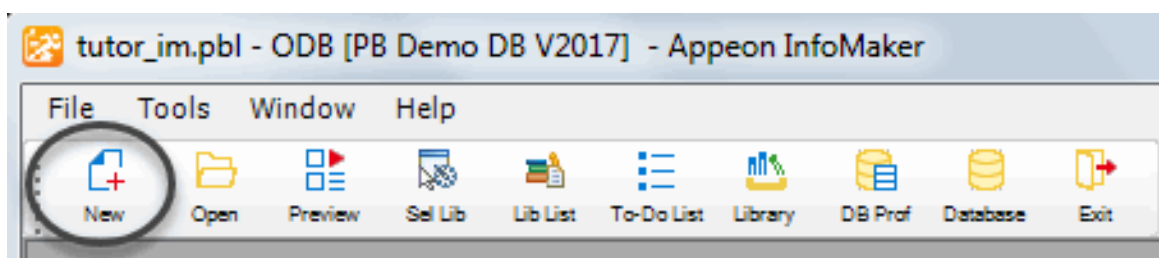 tutor_im.pbl - ODB [PB Demo DB V2017] - Appeon InfoMaker
File Tools Window Help
New Open Preview Sel Lib Lib List To-Do List Library DB Prof Database Exit